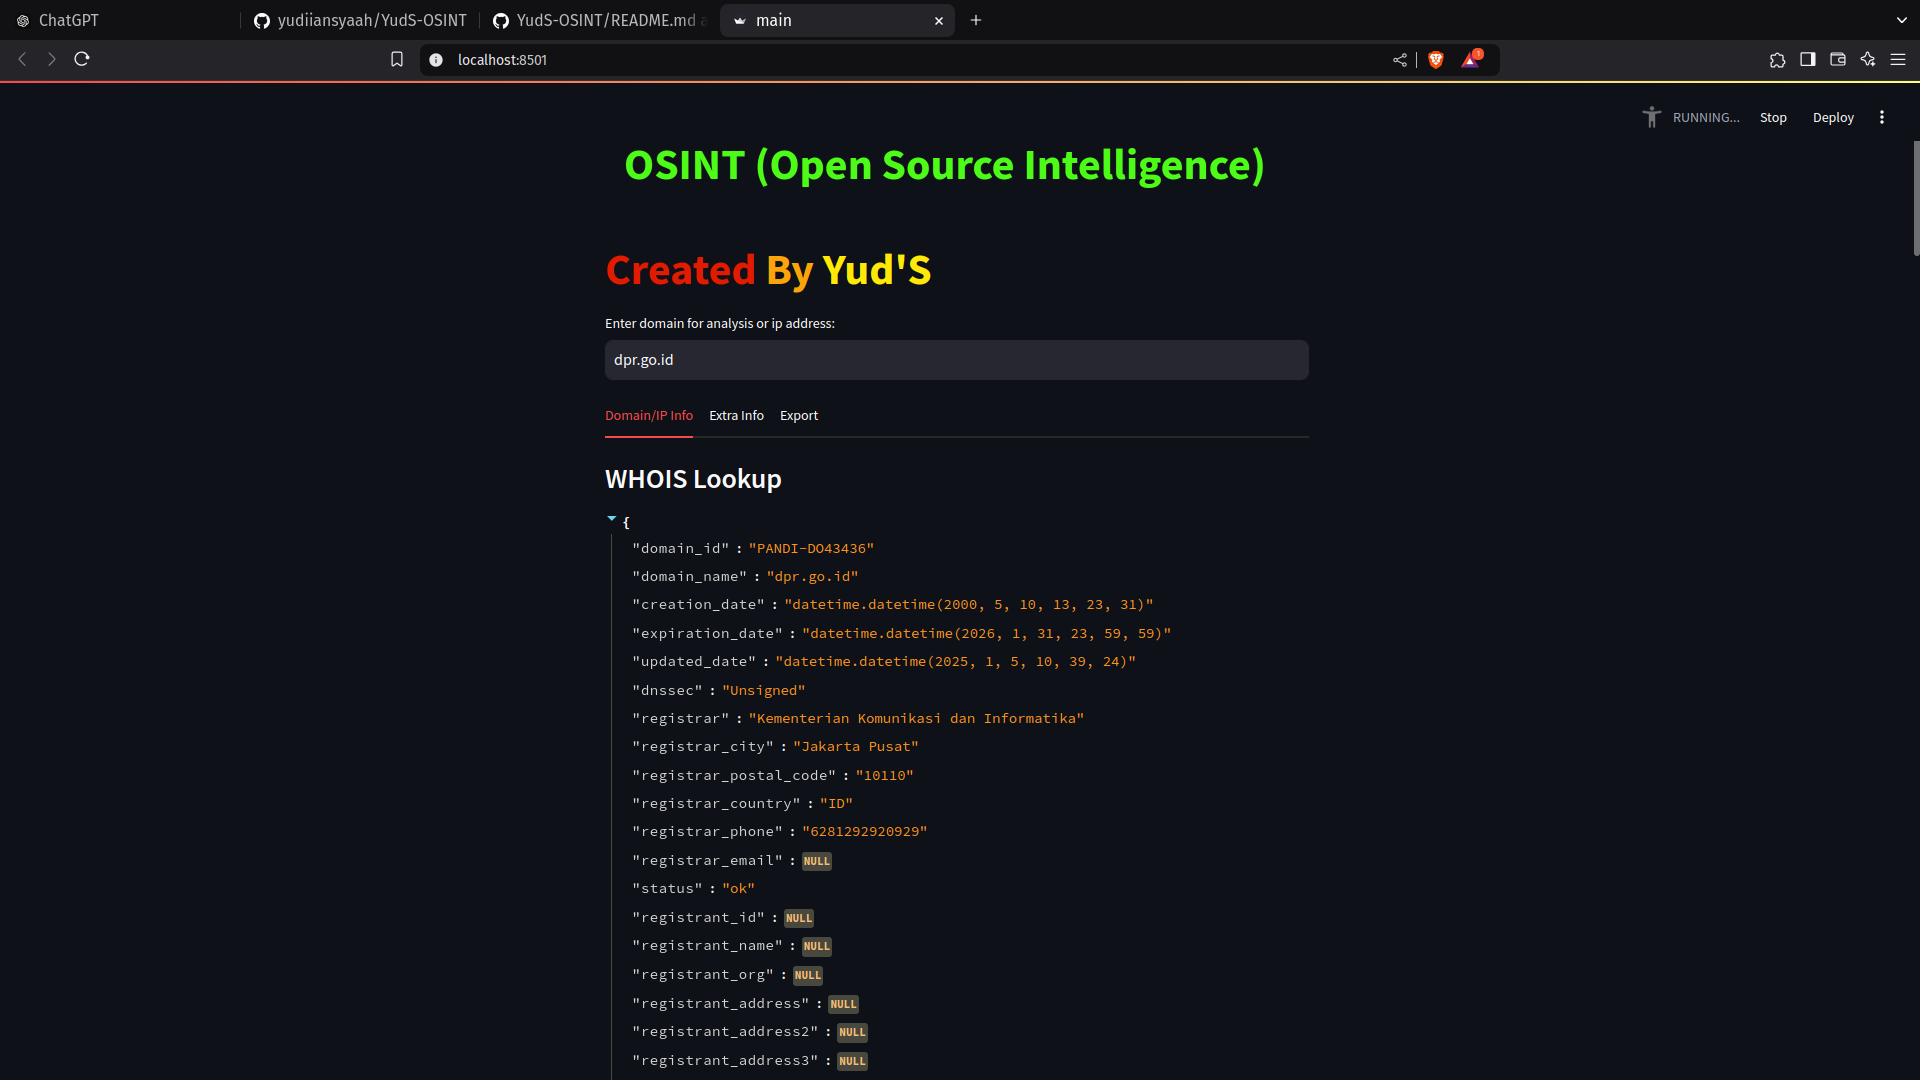 ChatGPT
yudiiansyaah/YudS-OSINT
YudS-OSINT/README.md
main
localhost:8501
1
RUNNING...
Stop
Deploy
OSINT (Open Source Intelligence)
Created By Yud'S
Enter domain for analysis or ip address:
dpr.go.id
Domain/IP Info
Extra Info
Export
WHOIS Lookup
{
"domain_id" : "PANDI-DO43436"
"domain_name" : "dpr.go.id"
"creation_date" : "datetime.datetime(2000, 5, 10, 13, 23, 31)"
"expiration_date" : "datetime.datetime(2026, 1, 31, 23, 59, 59)"
"updated_date" : "datetime.datetime(2025, 1, 5, 10, 39, 24)"
"dnssec" : "Unsigned"
"registrar" : "Kementerian Komunikasi dan Informatika"
"registrar_city" : "Jakarta Pusat"
"registrar_postal_code" : "10110"
"registrar_country" : "ID"
"registrar_phone" : "6281292920929"
"registrar_email" : NULL
"status" : "ok"
"registrant_id" : NULL
"registrant_name" : NULL
"registrant_org" : NULL
"registrant_address" : NULL
"registrant_address2" : NULL
"registrant_address3" : NULL